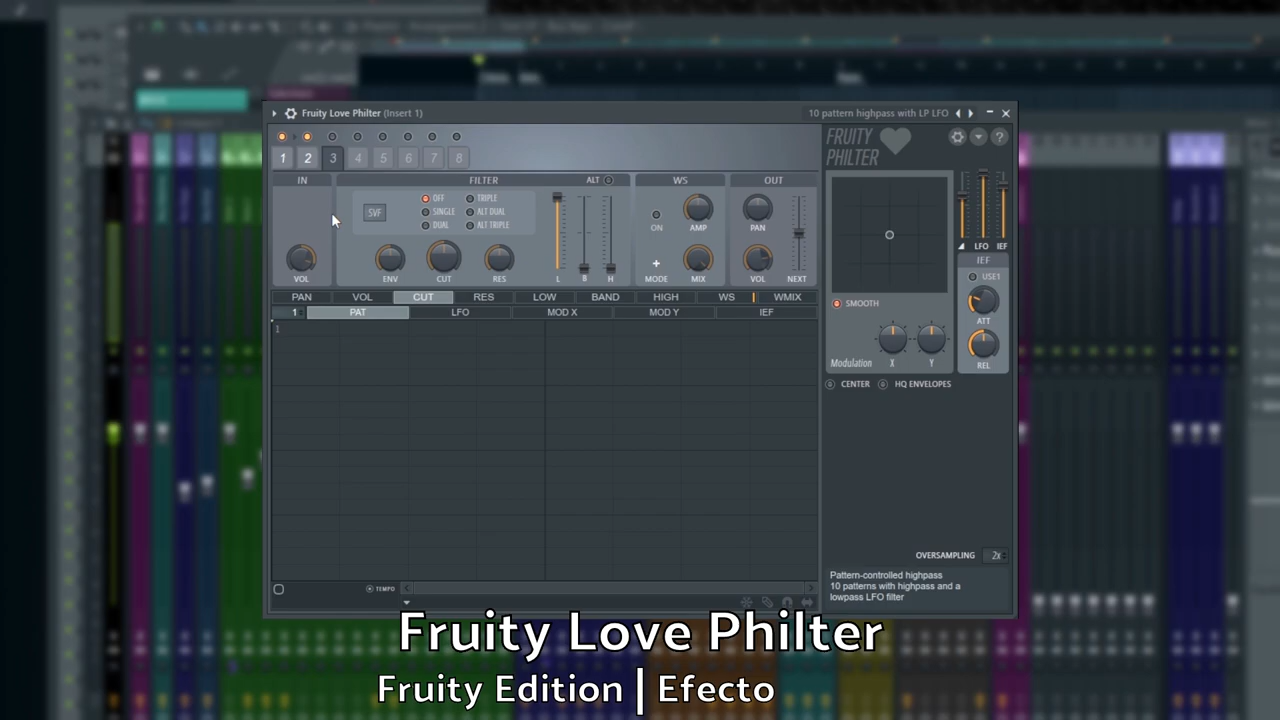 Fruity Love Philter (Insert 1)
10 pattern highpass with LP LFO
1 2 3 4 5 6 7 8
FRUITY
PHILTER
IN
FILTER
ALT
WS
OUT
SVF
OFF
SINGLE
DUAL
TRIPLE
ALT DUAL
ALT TRIPLE
ON
AMP
PAN
VOL
ENV
CUT
RES
L
B
H
MODE
MIX
VOL
NEXT
LFO
IEF
IEF
USE1
ATT
REL
SMOOTH
Modulation
X
Y
CENTER
HQ ENVELOPES
PAN VOL CUT RES LOW BAND HIGH WS WMIX
1 PAT LFO MOD X MOD Y IEF
1
TEMPO
OVERSAMPLING 2x
Pattern-controlled highpass
10 patterns with highpass and a
lowpass LFO filter
Fruity Love Philter
Fruity Edition | Efecto